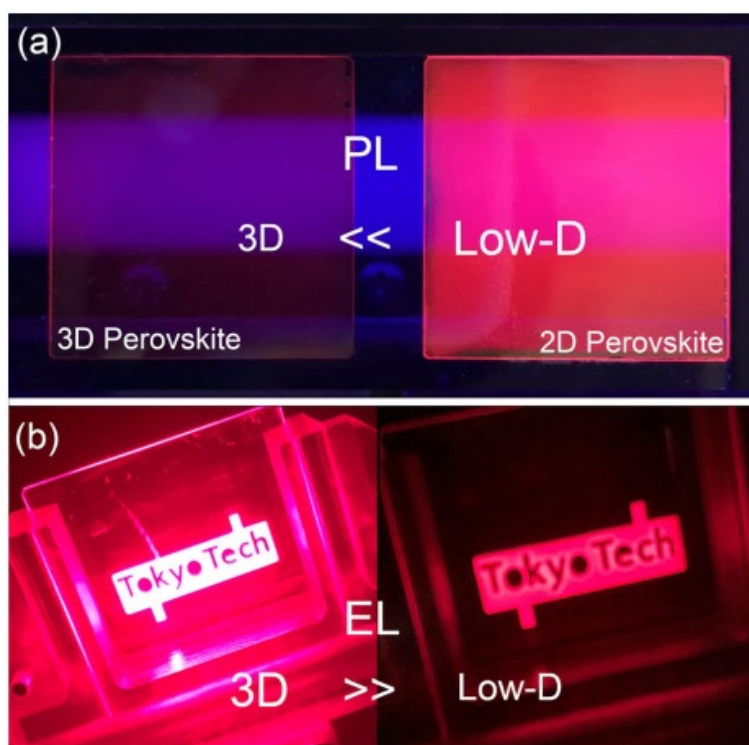 (a)
PL
3D << Low-D
3D Perovskite
2D Perovskite
(b)
TokyoTech
TokyoTech
EL
3D >> Low-D